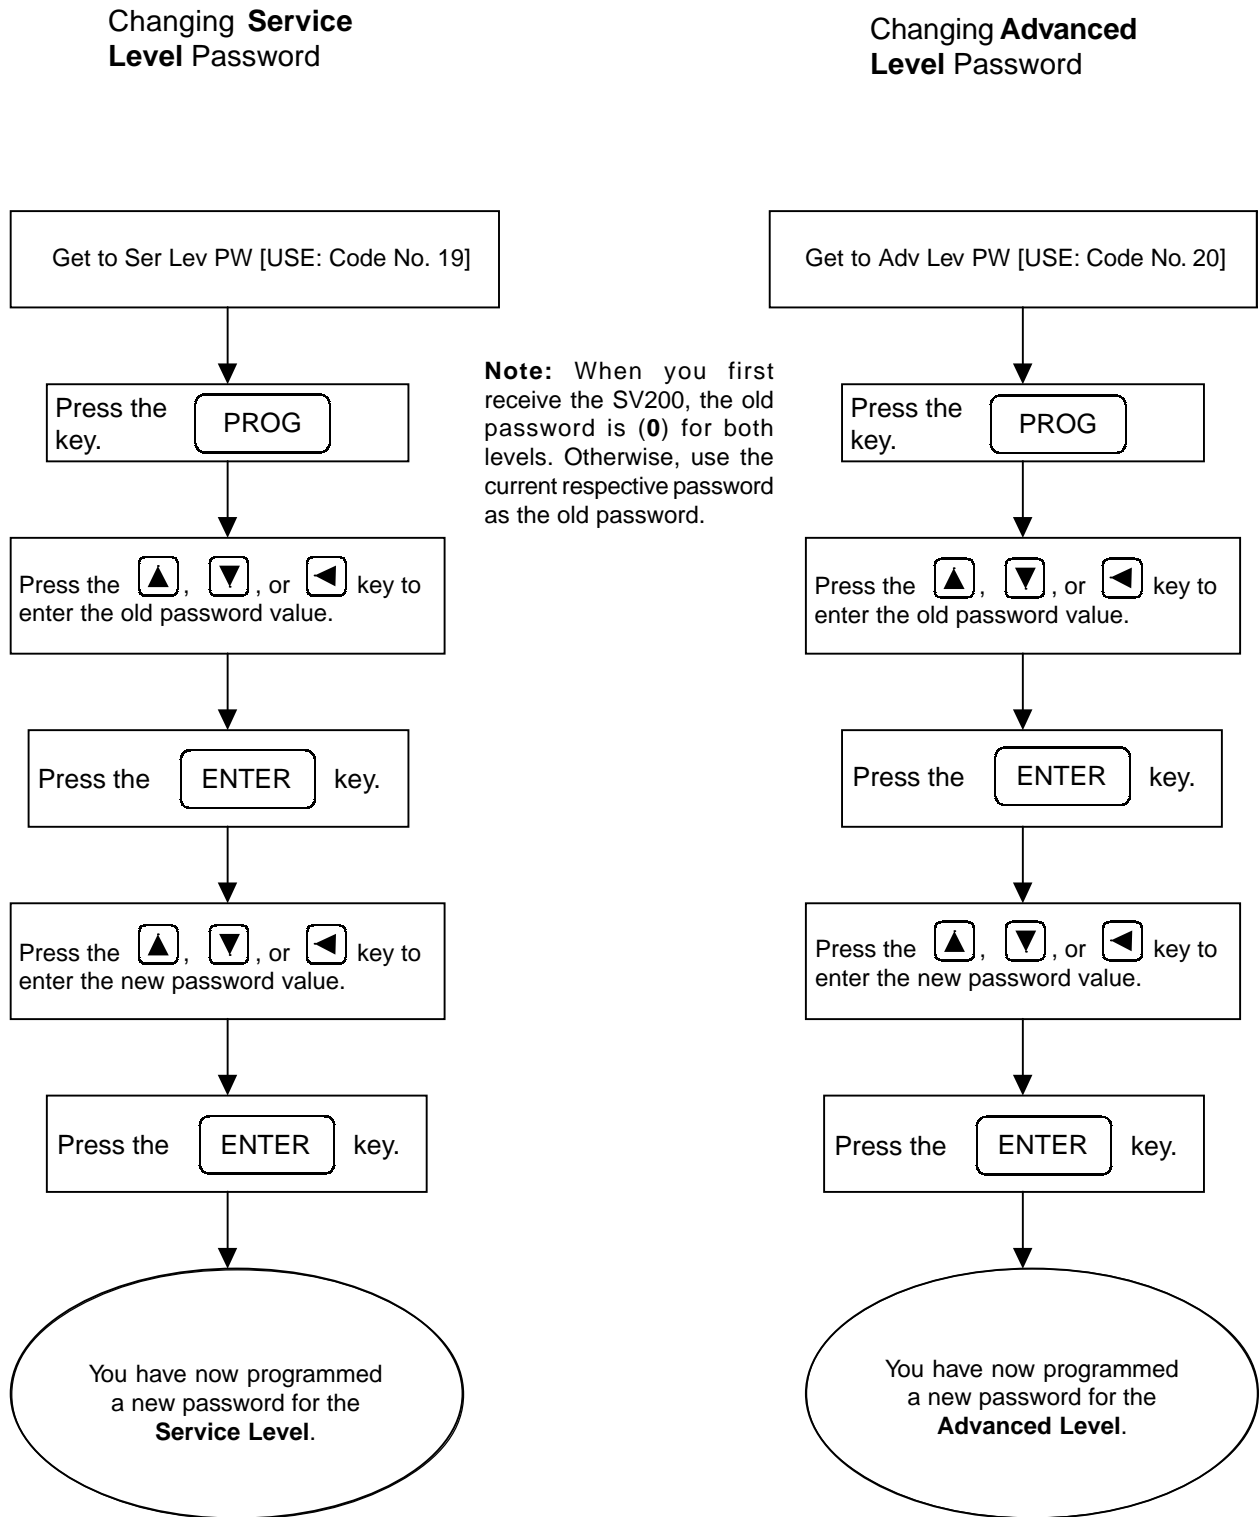 Changing Service
Level Password
Get to Ser Lev PW [USE: Code No. 19]
Press the PROG
key.
Press the ▲, ▼, or ◄ key to
enter the old password value.
Press the ENTER key.
Press the ▲, ▼, or ◄ key to
enter the new password value.
Press the ENTER key.
You have now programmed
a new password for the
Service Level.
Note: When you first
receive the SV200, the old
password is (0) for both
levels. Otherwise, use the
current respective password
as the old password.
Changing Advanced
Level Password
Get to Adv Lev PW [USE: Code No. 20]
Press the PROG
key.
Press the ▲, ▼, or ◄ key to
enter the old password value.
Press the ENTER key.
Press the ▲, ▼, or ◄ key to
enter the new password value.
Press the ENTER key.
You have now programmed
a new password for the
Advanced Level.